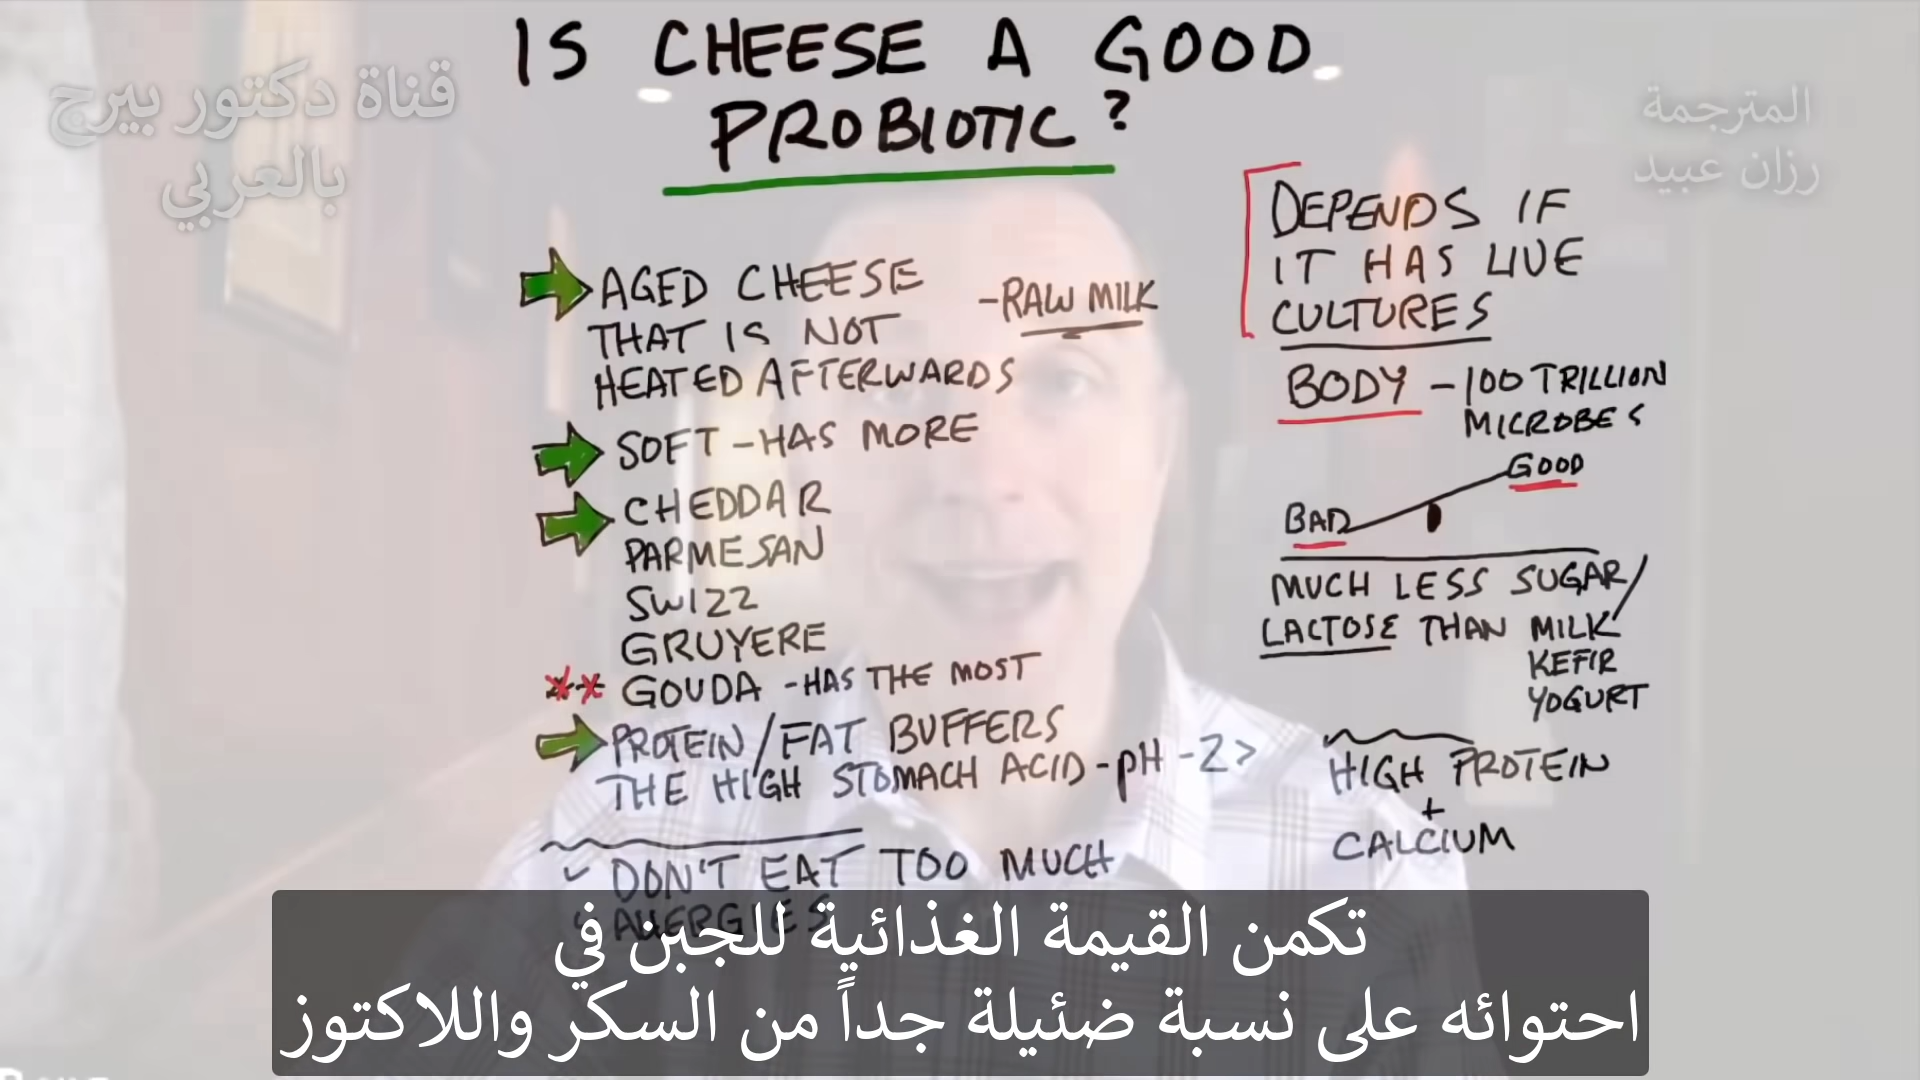 IS CHEESE A GOOD
PROBIOTIC?
قناة دكتور بيرج
بالعربي
المترجمة
رزان عبيد
AGED CHEESE
THAT IS NOT
HEATED AFTERWARDS
-RAW MILK
SOFT - HAS MORE
CHEDDAR
PARMESAN
SWIZZ
GRUYERE
** GOUDA - HAS THE MOST
PROTEIN/FAT BUFFERS
THE HIGH STOMACH ACID - pH - 2>
DON'T EAT TOO MUCH
ALLERGIES
DEPENDS IF
IT HAS LIVE
CULTURES
BODY - 100 TRILLION
MICROBES
GOOD
BAD
MUCH LESS SUGAR/
LACTOSE THAN MILK
KEFIR
YOGURT
HIGH PROTEIN
+
CALCIUM
تكمن القيمة الغذائية للجبن في
احتوائه على نسبة ضئيلة جداً من السكر واللاكتوز